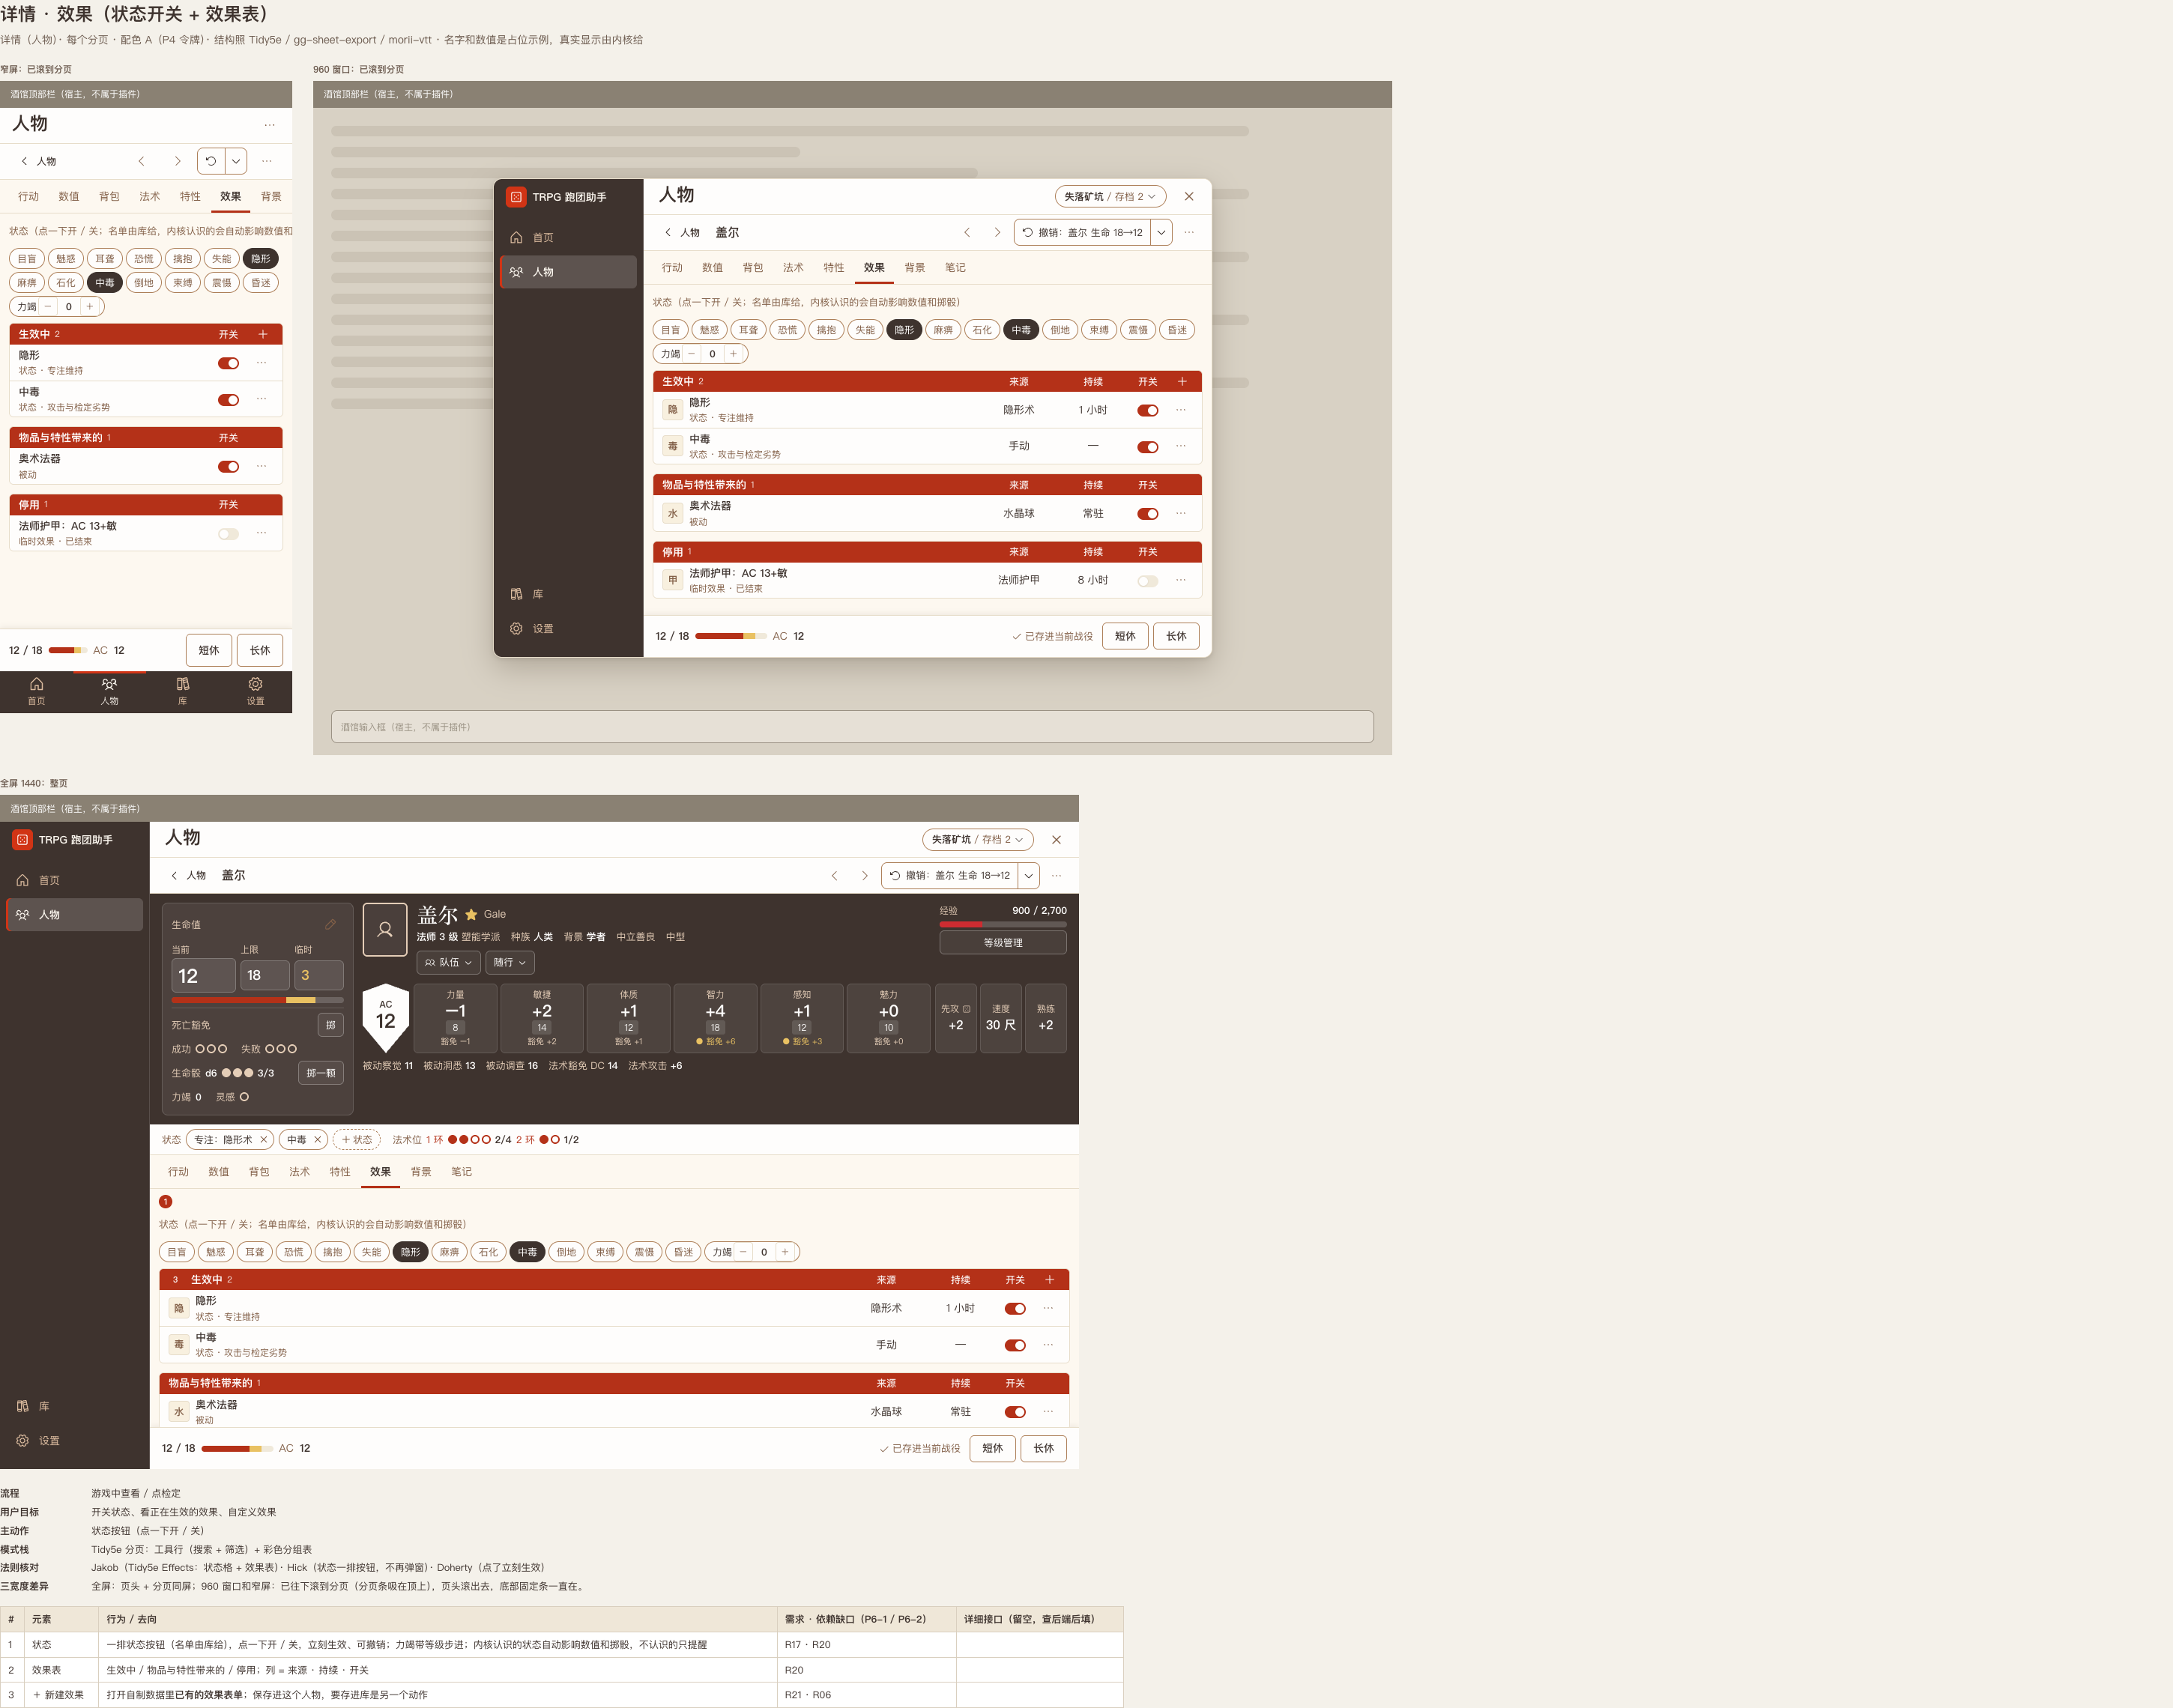 详情 · 效果（状态开关 + 效果表）
详情（人物）· 每个分页 · 配色 A（P4 令牌）· 结构照 Tidy5e / gg-sheet-export / morii-vtt · 名字和数值是占位示例，真实显示由内核给
窄屏：已滚到分页
酒馆顶部栏（宿主，不属于插件）
人物
人物
行动 数值 背包 法术 特性 效果 背景
状态（点一下开 / 关；名单由库给，内核认识的会自动影响数值和
目盲 魅惑 耳聋 恐慌 擒抱 失能 隐形
麻痹 石化 中毒 倒地 束缚 震慑 昏迷
力竭 − 0 +
生效中 2 开关 +
隐形
状态 · 专注维持
中毒
状态 · 攻击与检定劣势
物品与特性带来的 1 开关
奥术法器
被动
停用 1 开关
法师护甲：AC 13+敏
临时效果 · 已结束
12 / 18 AC 12 短休 长休
首页 人物 库 设置
960 窗口：已滚到分页
酒馆顶部栏（宿主，不属于插件）
TRPG 跑团助手
首页
人物
库
设置
人物 失落矿坑 / 存档 2
人物 盖尔 撤销：盖尔 生命 18→12
行动 数值 背包 法术 特性 效果 背景 笔记
状态（点一下开 / 关；名单由库给，内核认识的会自动影响数值和掷骰）
目盲 魅惑 耳聋 恐慌 擒抱 失能 隐形 麻痹 石化 中毒 倒地 束缚 震慑 昏迷
力竭 − 0 +
生效中 2 来源 持续 开关 +
隐 隐形 隐形术 1 小时
状态 · 专注维持
毒 中毒 手动 —
状态 · 攻击与检定劣势
物品与特性带来的 1 来源 持续 开关
水 奥术法器 水晶球 常驻
被动
停用 1 来源 持续 开关
甲 法师护甲：AC 13+敏 法师护甲 8 小时
临时效果 · 已结束
12 / 18 AC 12 已存进当前战役 短休 长休
酒馆输入框（宿主，不属于插件）
全屏 1440：整页
酒馆顶部栏（宿主，不属于插件）
TRPG 跑团助手
首页
人物
库
设置
人物 失落矿坑 / 存档 2
人物 盖尔 撤销：盖尔 生命 18→12
生命值
当前 上限 临时
12 18 3
死亡豁免 掷
成功 失败
生命骰 d6 3/3 掷一颗
力竭 0 灵感
盖尔 Gale
法师 3 级 塑能学派 种族 人类 背景 学者 中立善良 中型
队伍 随行
经验 900 / 2,700
等级管理
AC 12
力量 −1 8 豁免 −1
敏捷 +2 14 豁免 +2
体质 +1 12 豁免 +1
智力 +4 18 豁免 +6
感知 +1 12 豁免 +3
魅力 +0 10 豁免 +0
先攻 +2
速度 30 尺
熟练 +2
被动察觉 11 被动洞悉 13 被动调查 16 法术豁免 DC 14 法术攻击 +6
状态 专注：隐形术 中毒 + 状态 法术位 1 环 2/4 2 环 1/2
行动 数值 背包 法术 特性 效果 背景 笔记
1
状态（点一下开 / 关；名单由库给，内核认识的会自动影响数值和掷骰）
目盲 魅惑 耳聋 恐慌 擒抱 失能 隐形 麻痹 石化 中毒 倒地 束缚 震慑 昏迷 力竭 − 0 +
3 生效中 2 来源 持续 开关 +
隐 隐形 隐形术 1 小时
状态 · 专注维持
毒 中毒 手动 —
状态 · 攻击与检定劣势
物品与特性带来的 1 来源 持续 开关
水 奥术法器 水晶球 常驻
被动
12 / 18 AC 12 已存进当前战役 短休 长休
流程 游戏中查看 / 点检定
用户目标 开关状态、看正在生效的效果、自定义效果
主动作 状态按钮（点一下开 / 关）
模式栈 Tidy5e 分页：工具行（搜索 + 筛选）+ 彩色分组表
法则核对 Jakob（Tidy5e Effects：状态格 + 效果表）· Hick（状态一排按钮，不再弹窗）· Doherty（点了立刻生效）
三宽度差异 全屏：页头 + 分页同屏；960 窗口和窄屏：已往下滚到分页（分页条吸在顶上），页头滚出去，底部固定条一直在。
# 元素 行为 / 去向 需求 · 依赖缺口（P6-1 / P6-2） 详细接口（留空，查后端后填）
1 状态 一排状态按钮（名单由库给），点一下开 / 关，立刻生效、可撤销；力竭带等级步进；内核认识的状态自动影响数值和掷骰，不认识的只提醒 R17 · R20
2 效果表 生效中 / 物品与特性带来的 / 停用；列 = 来源 · 持续 · 开关 R20
3 + 新建效果 打开自制数据里已有的效果表单；保存进这个人物，要存进库是另一个动作 R21 · R06